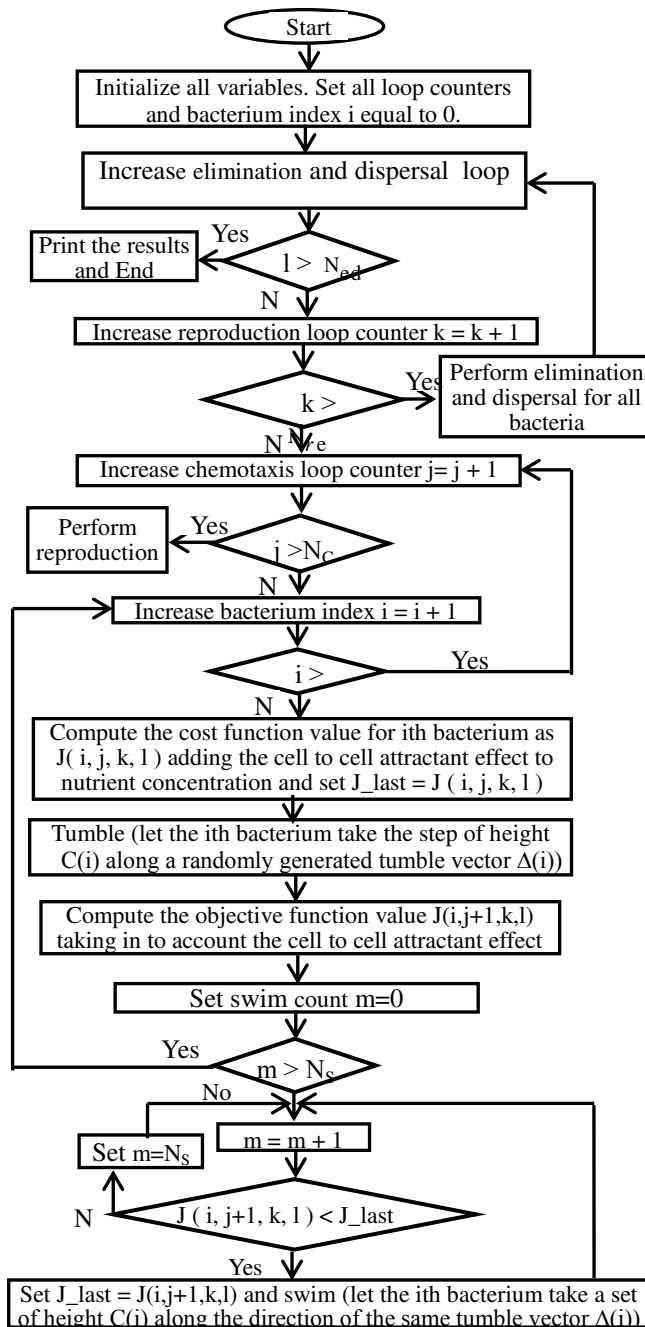 Start
Initialize all variables. Set all loop counters
and bacterium index i equal to 0.
Increase elimination and dispersal loop
Yes
Print the results
and End
l > N_ed
N
Increase reproduction loop counter k = k + 1
Yes
Perform elimination
and dispersal for all
bacteria
k >
N
re
Increase chemotaxis loop counter j= j + 1
Perform
reproduction
Yes
j >N_C
N
Increase bacterium index i = i + 1
i >
Yes
N
Compute the cost function value for ith bacterium as
J( i, j, k, l ) adding the cell to cell attractant effect to
nutrient concentration and set J_last = J ( i, j, k, l )
Tumble (let the ith bacterium take the step of height
C(i) along a randomly generated tumble vector Δ(i))
Compute the objective function value J(i,j+1,k,l)
taking in to account the cell to cell attractant effect
Set swim count m=0
Yes
m > N_S
No
m = m + 1
Set m=N_S
N
J ( i, j+1, k, l ) < J_last
Yes
Set J_last = J(i,j+1,k,l) and swim (let the ith bacterium take a set
of height C(i) along the direction of the same tumble vector Δ(i))